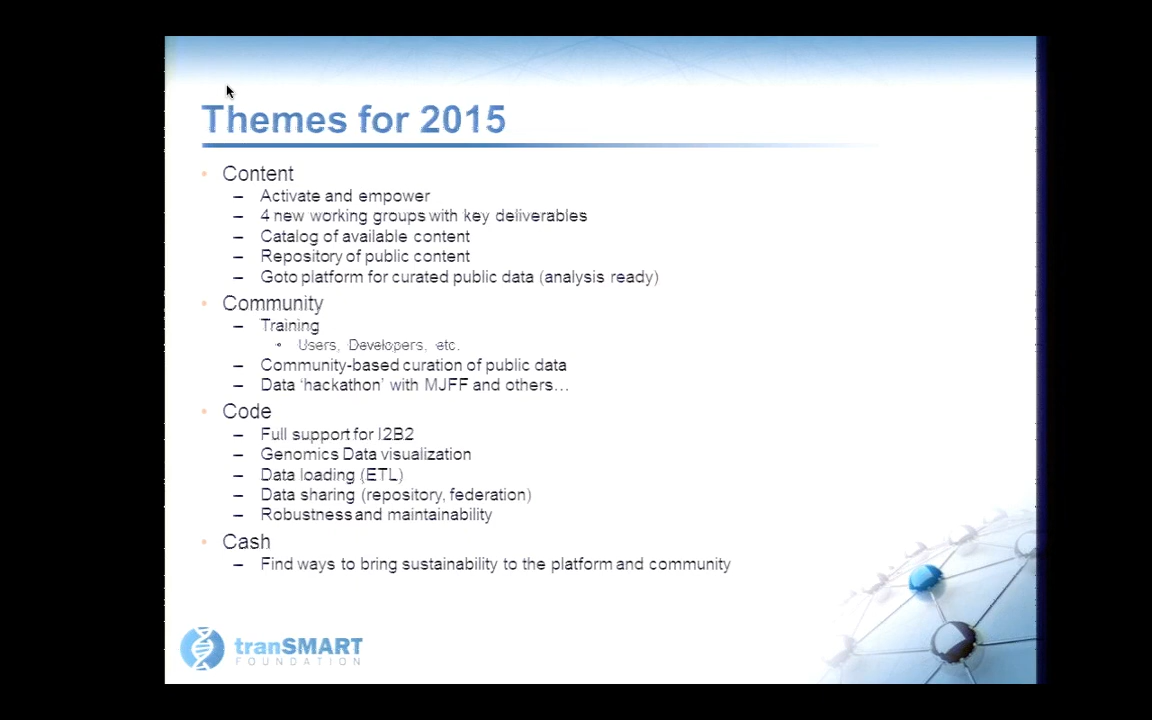 Themes for 2015
• Content
– Activate and empower
– 4 new working groups with key deliverables
– Catalog of available content
– Repository of public content
– Goto platform for curated public data (analysis ready)
• Community
– Training
• Users, Developers, etc.
– Community-based curation of public data
– Data ‘hackathon’ with MJFF and others…
• Code
– Full support for I2B2
– Genomics Data visualization
– Data loading (ETL)
– Data sharing (repository, federation)
– Robustness and maintainability
• Cash
– Find ways to bring sustainability to the platform and community
tranSMART
FOUNDATION